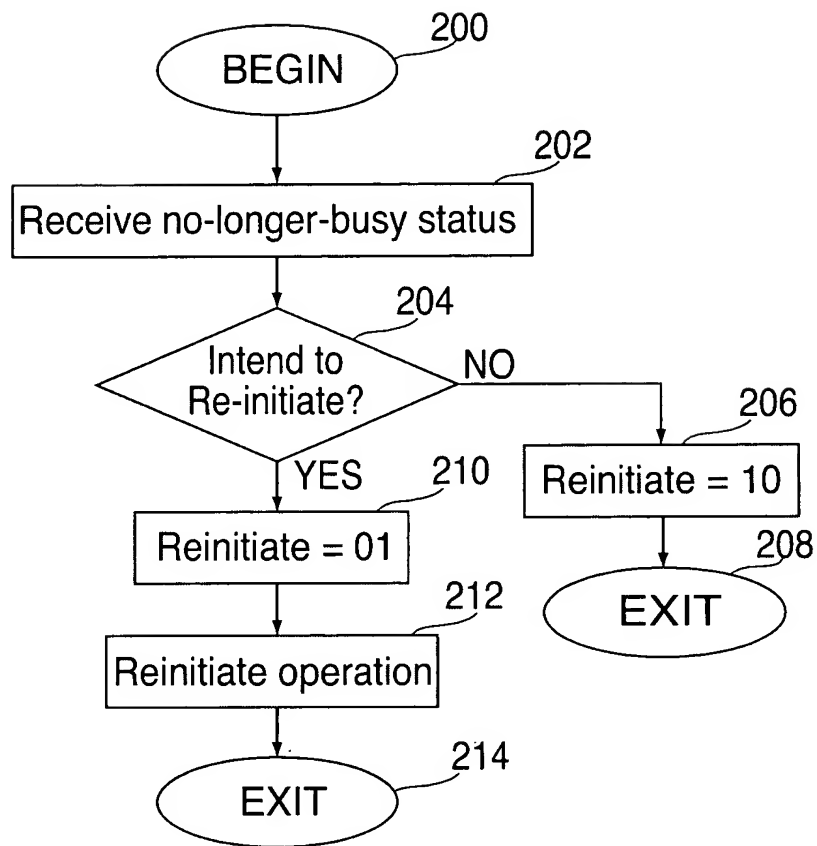 BEGIN
200
202
Receive no-longer-busy status
204
Intend to
Re-initiate?
NO
206
Reinitiate = 10
YES
210
Reinitiate = 01
208
EXIT
212
Reinitiate operation
214
EXIT